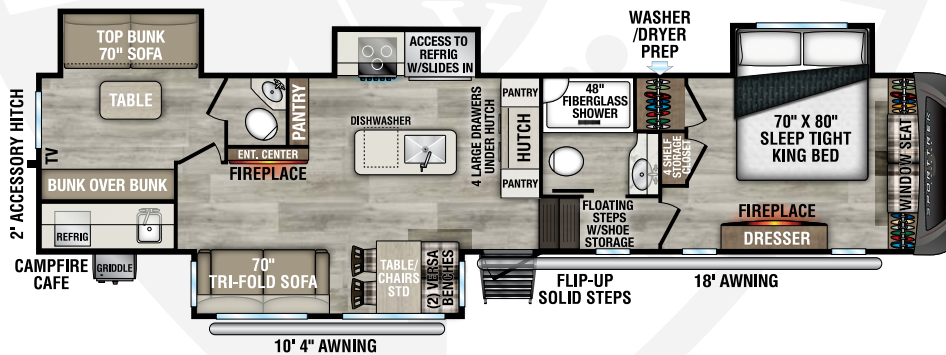 TOP BUNK
70" SOFA
TABLE
2" ACCESSORY HITCH
TV
BUNK OVER BUNK
REFRIG
CAMPFIRE
CAFE
GRIDDLE
PANTRY
ENT. CENTER
FIREPLACE
70"
TRI-FOLD SOFA
10' 4" AWNING
ACCESS TO
REFRIG
W/SLIDES IN
DISHWASHER
4 LARGE DRAWERS
UNDER HUTCH
PANTRY
HUTCH
PANTRY
TABLE/
CHAIRS
STD
(2) VERSA
BENCHES
WASHER
/DRYER
PREP
48"
FIBERGLASS
SHOWER
4 SHELF
STORAGE
CLOSET
FLOATING
STEPS
W/SHOE
STORAGE
FLIP-UP
SOLID STEPS
70" X 80"
SLEEP TIGHT
KING BED
FIREPLACE
DRESSER
WINDOW SEAT
SPORTTREK
18' AWNING